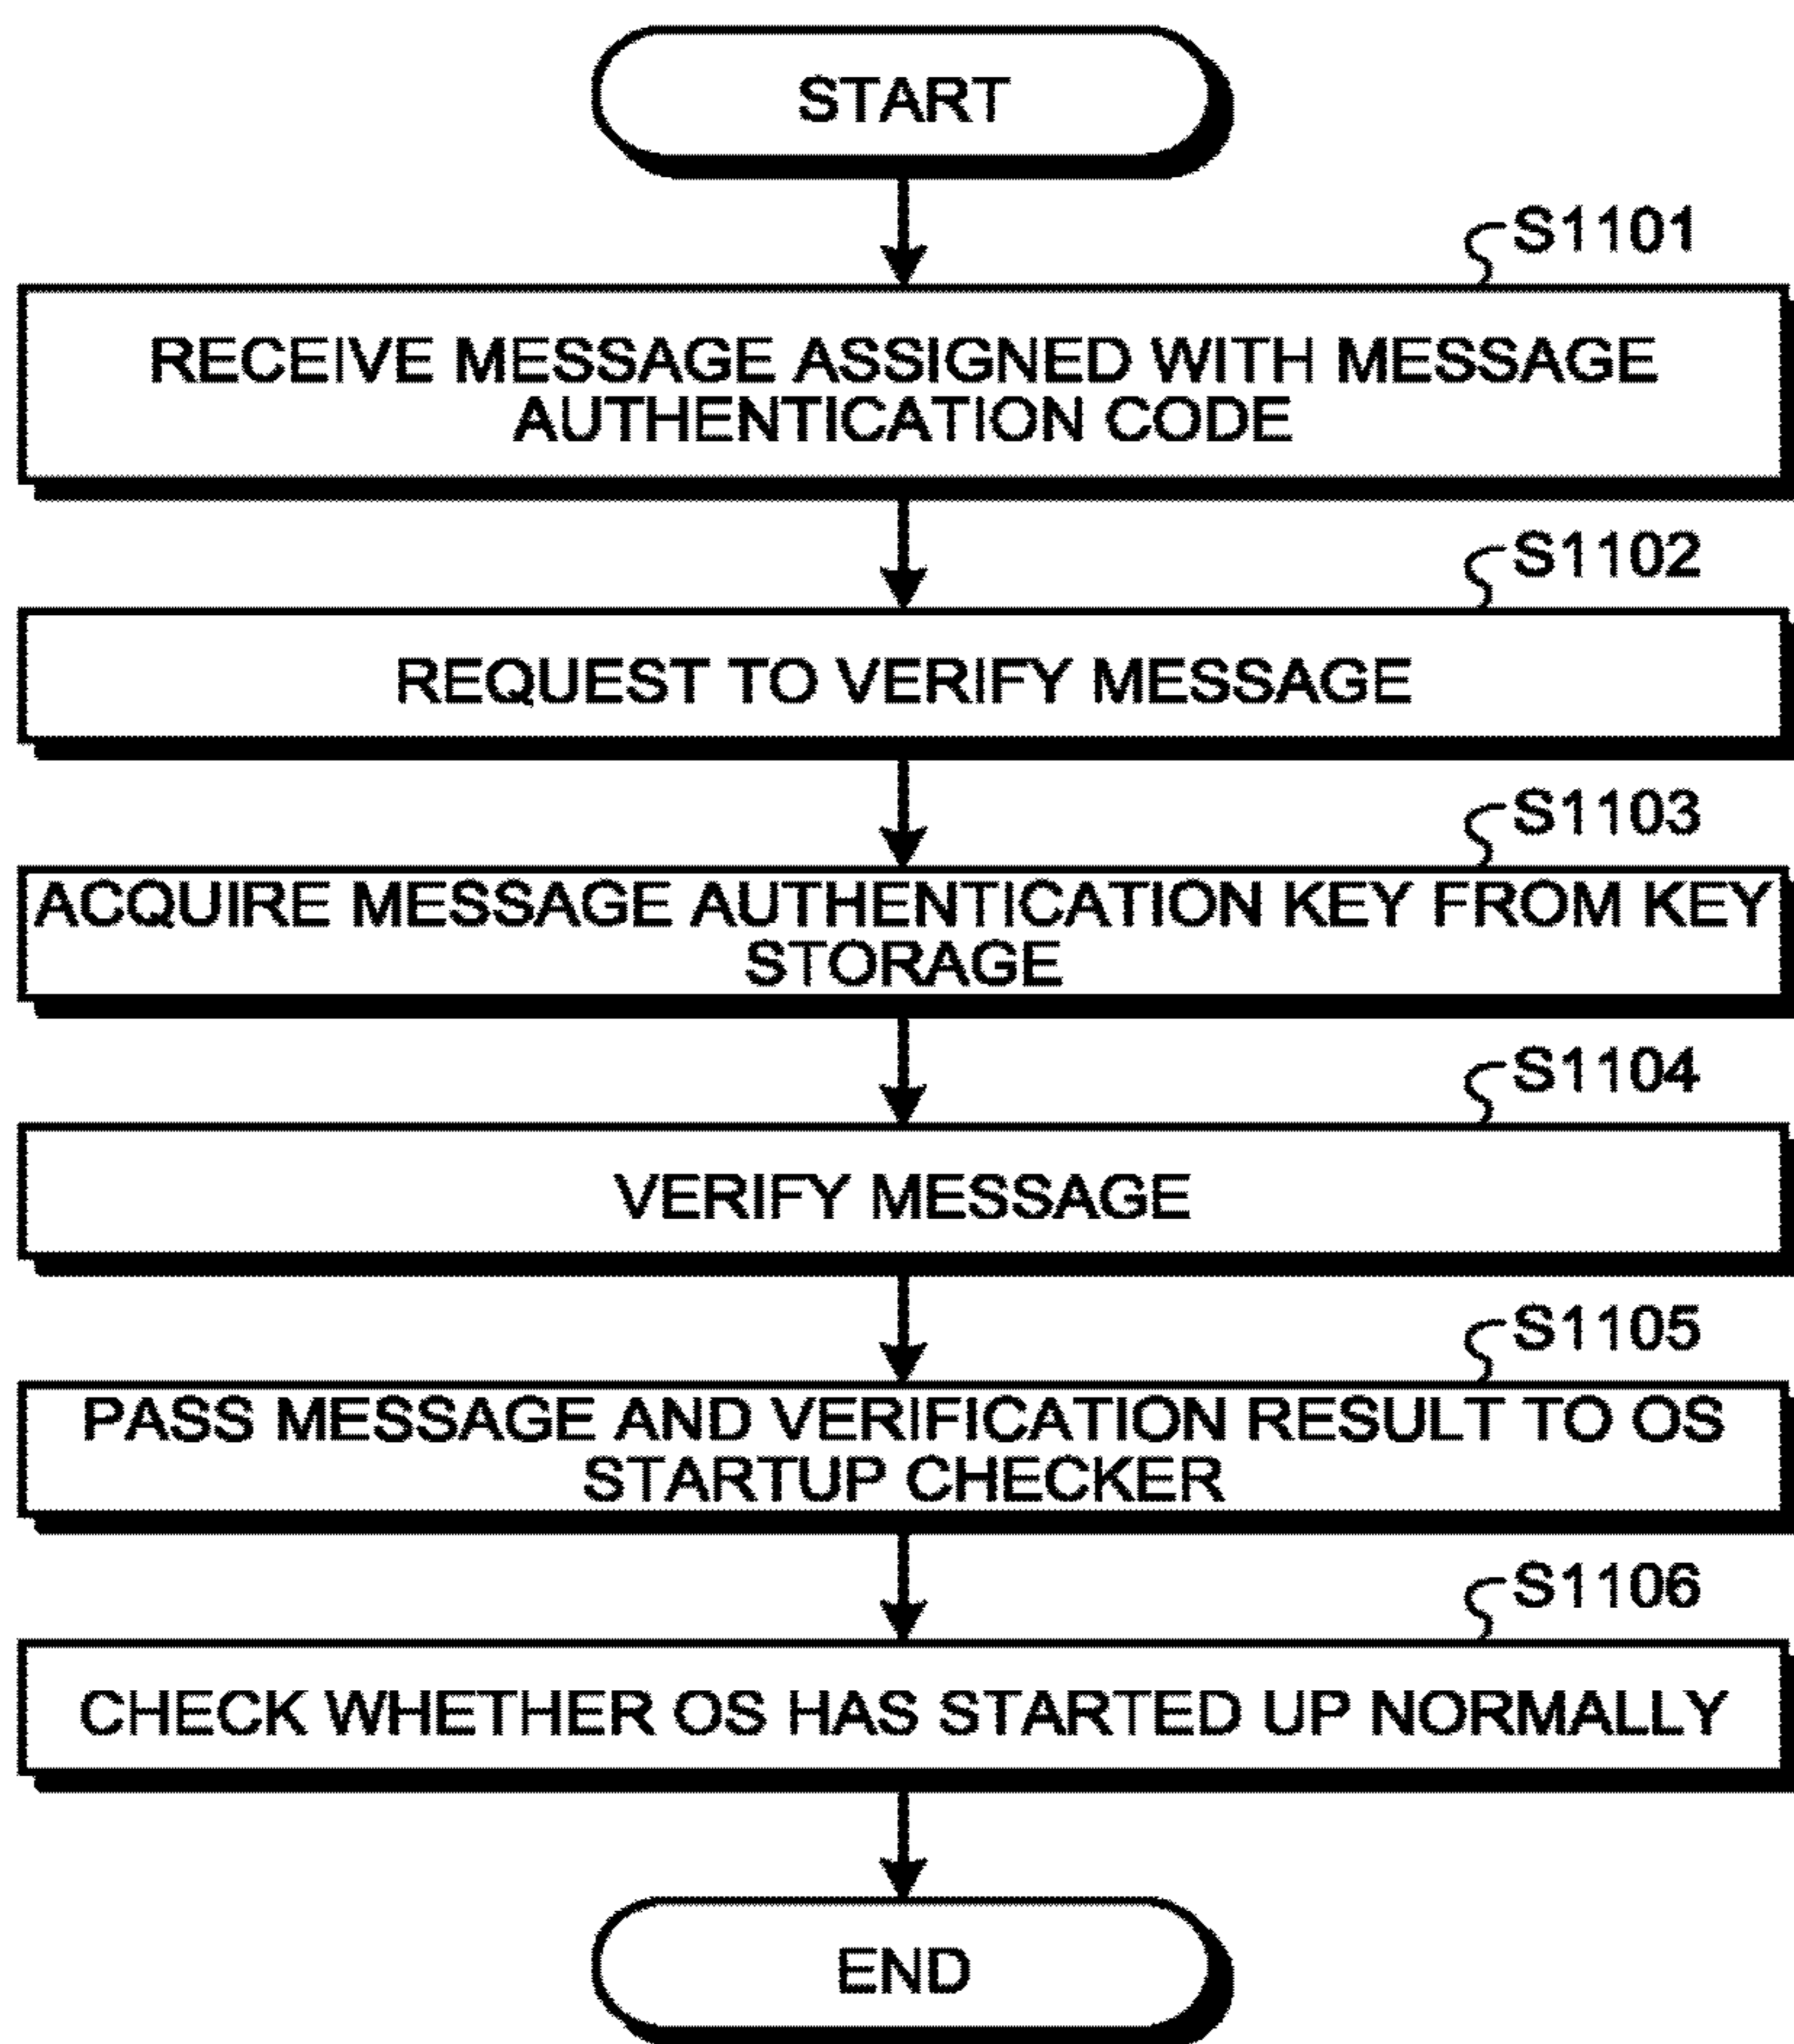 START
S1101
RECEIVE MESSAGE ASSIGNED WITH MESSAGE
AUTHENTICATION CODE
S1102
REQUEST TO VERIFY MESSAGE
S1103
ACQUIRE MESSAGE AUTHENTICATION KEY FROM KEY
STORAGE
S1104
VERIFY MESSAGE
S1105
PASS MESSAGE AND VERIFICATION RESULT TO OS
STARTUP CHECKER
S1106
CHECK WHETHER OS HAS STARTED UP NORMALLY
END